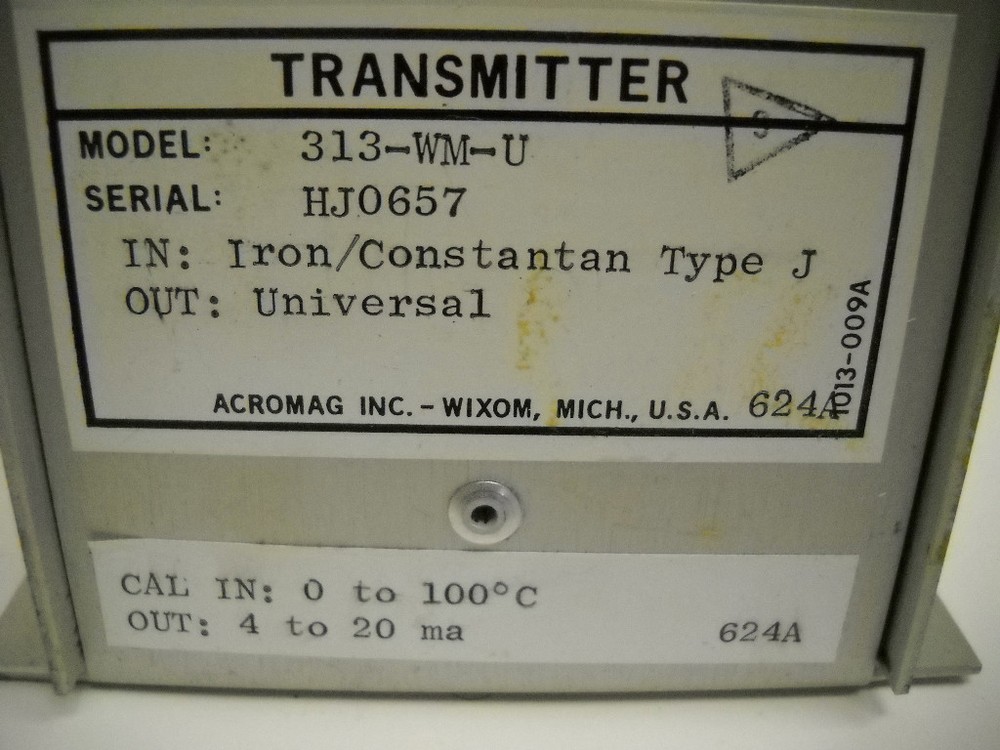 TRANSMITTER
S
MODEL: 313-WM-U
SERIAL: HJ0657
IN: Iron/Constantan Type J
OUT: Universal
ACROMAG INC. - WIXOM, MICH., U.S.A. 624A
1013-009A
CAL IN: 0 to 100°C
OUT: 4 to 20 ma 624A